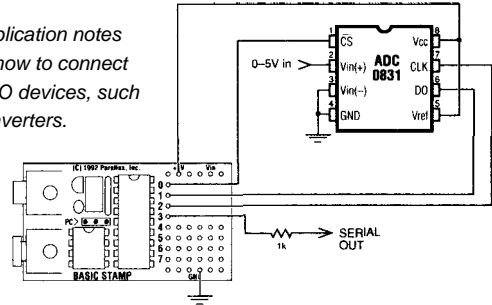 plication notes
how to connect
O devices, such
verters.
1
CS
8
Vcc
0–5V in
2
Vin(+)
ADC
0831
7
CLK
3
Vin(–)
6
DO
4
GND
5
Vref
(C) 1992 Parallax, Inc.
+5V
Vin
0
1
2
PC>
3
4
5
6
7
BASIC STAMP
GND
1k
SERIAL
OUT